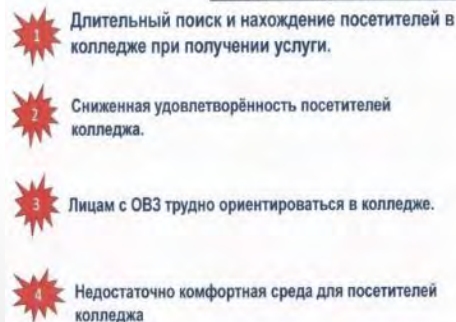 1
Длительный поиск и нахождение посетителей в
колледже при получении услуги.
2
Сниженная удовлетворённость посетителей
колледжа.
3
Лицам с ОВЗ трудно ориентироваться в колледже.
4
Недостаточно комфортная среда для посетителей
колледжа